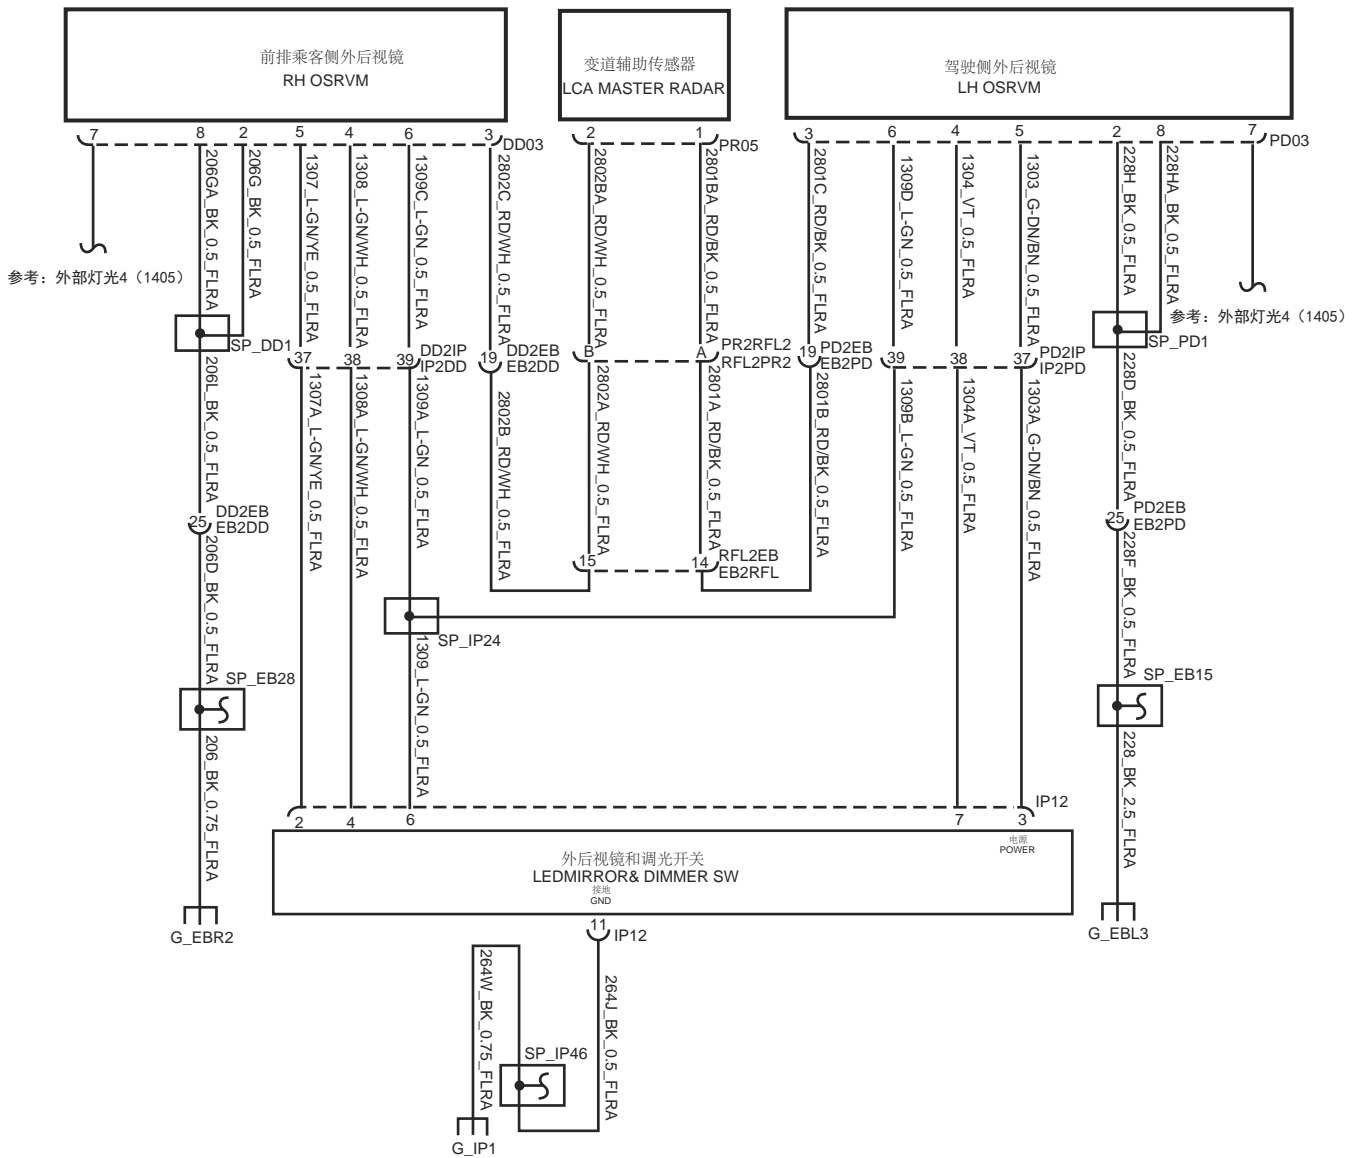 前排乘客侧外后视镜
RH OSRVM
变道辅助传感器
LCA MASTER RADAR
驾驶侧外后视镜
LH OSRVM
7
8
2
5
4
6
3
DD03
2
1
PR05
3
6
4
5
2
8
7
PD03
206GA_BK_0.5_FLRA
206G_BK_0.5_FLRA
1307_L-GN/YE_0.5_FLRA
1308_L-GN/WH_0.5_FLRA
1309C_L-GN_0.5_FLRA
2802C_RD/WH_0.5_FLRA
2802BA_RD/WH_0.5_FLRA
2801BA_RD/BK_0.5_FLRA
2801C_RD/BK_0.5_FLRA
1309D_L-GN_0.5_FLRA
1304_VT_0.5_FLRA
1303_G-DN/BN_0.5_FLRA
228H_BK_0.5_FLRA
228HA_BK_0.5_FLRA
参考：外部灯光4（1405）
参考：外部灯光4（1405）
SP_DD1
37
38
39
DD2IP
IP2DD
19
DD2EB
EB2DD
B
A
PR2RFL2
RFL2PR2
19
PD2EB
EB2PD
39
38
37
PD2IP
IP2PD
SP_PD1
206L_BK_0.5_FLRA
1307A_L-GN/YE_0.5_FLRA
1308A_L-GN/WH_0.5_FLRA
1309A_L-GN_0.5_FLRA
2802B_RD/WH_0.5_FLRA
2802A_RD/WH_0.5_FLRA
2801A_RD/BK_0.5_FLRA
2801B_RD/BK_0.5_FLRA
1309B_L-GN_0.5_FLRA
1304A_VT_0.5_FLRA
1303A_G-DN/BN_0.5_FLRA
228D_BK_0.5_FLRA
25
DD2EB
EB2DD
25
PD2EB
EB2PD
15
14
RFL2EB
EB2RFL
206D_BK_0.5_FLRA
228F_BK_0.5_FLRA
SP_IP24
1309_L-GN_0.5_FLRA
SP_EB28
SP_EB15
206_BK_0.75_FLRA
228_BK_2.5_FLRA
2
4
6
7
3
IP12
电源
POWER
外后视镜和调光开关
LEDMIRROR& DIMMER SW
接地
GND
G_EBR2
G_EBL3
11
IP12
264W_BK_0.75_FLRA
264J_BK_0.5_FLRA
SP_IP46
G_IP1